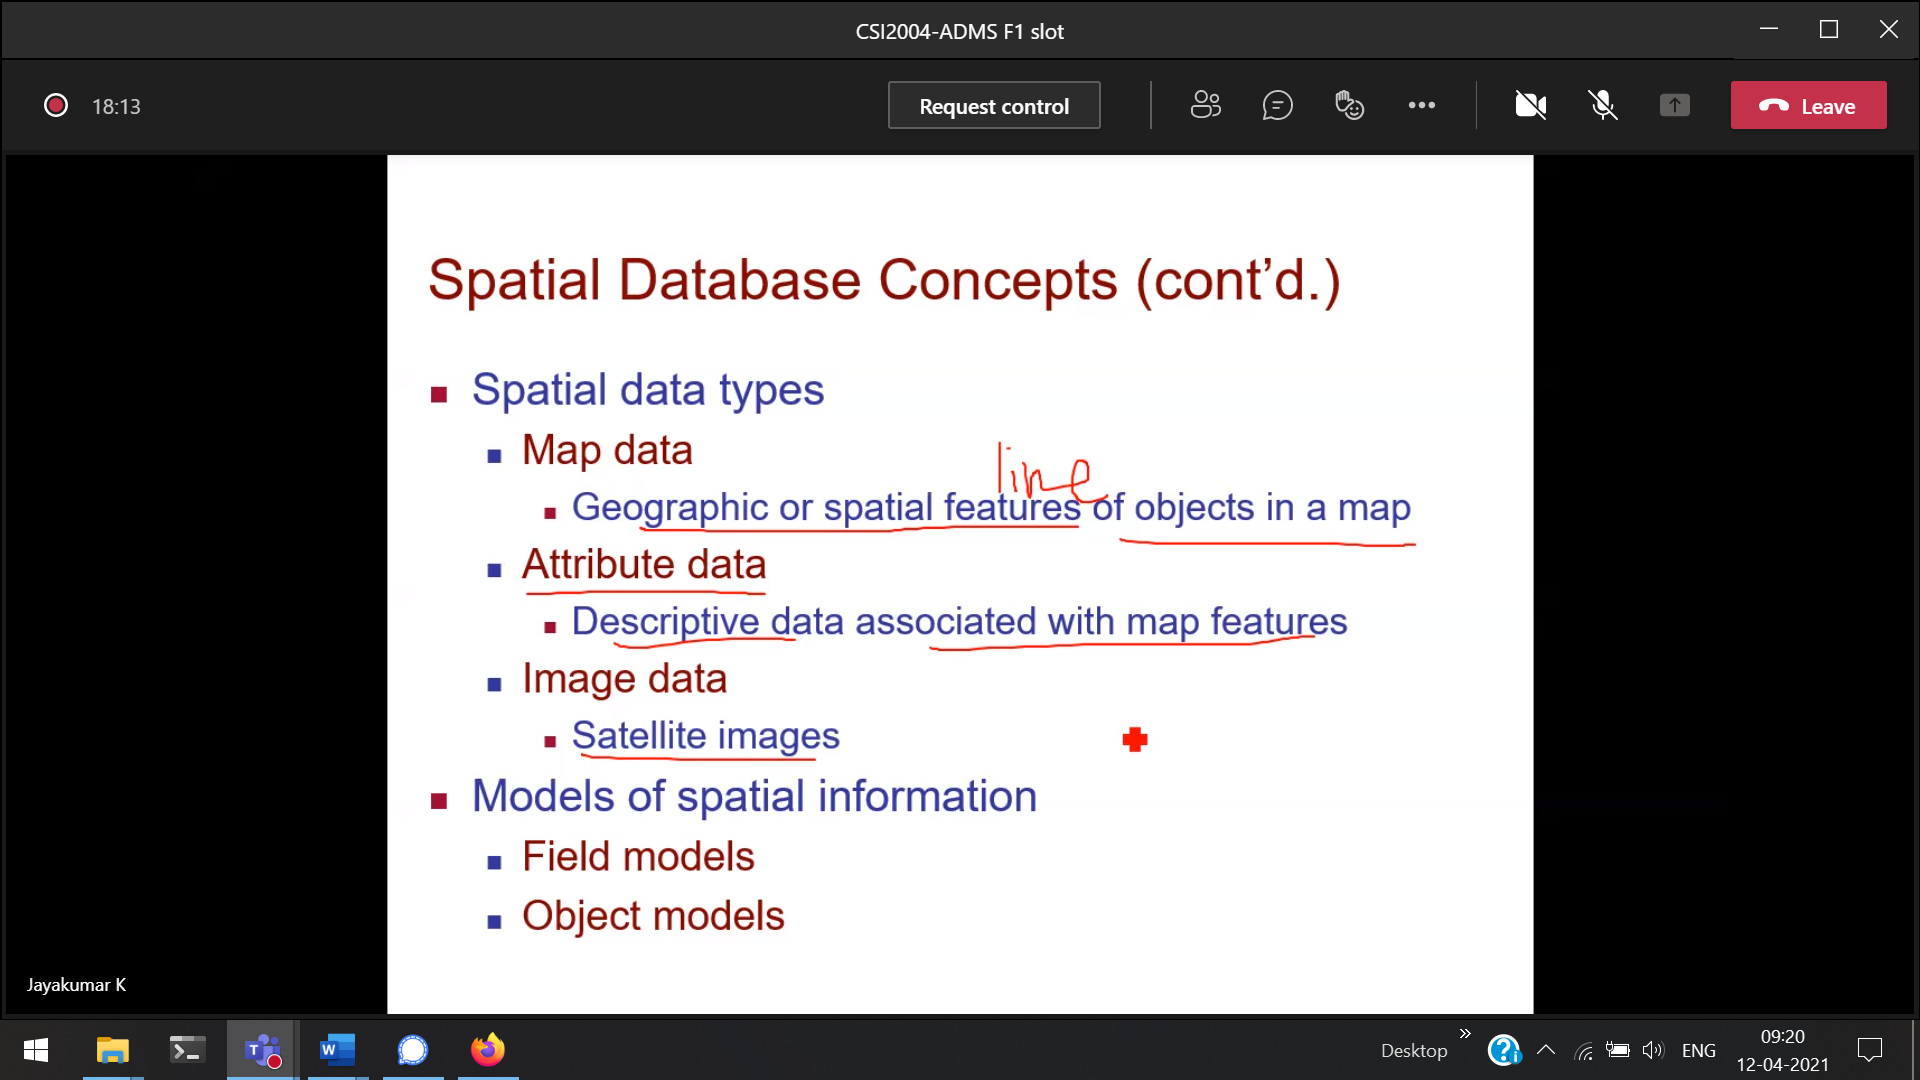 CSI2004-ADMS F1 slot
18:13
Request control
Leave
Spatial Database Concepts (cont’d.)
Spatial data types
Map data
line
Geographic or spatial features of objects in a map
Attribute data
Descriptive data associated with map features
Image data
Satellite images
Models of spatial information
Field models
Object models
Jayakumar K
Desktop
ENG
09:20
12-04-2021